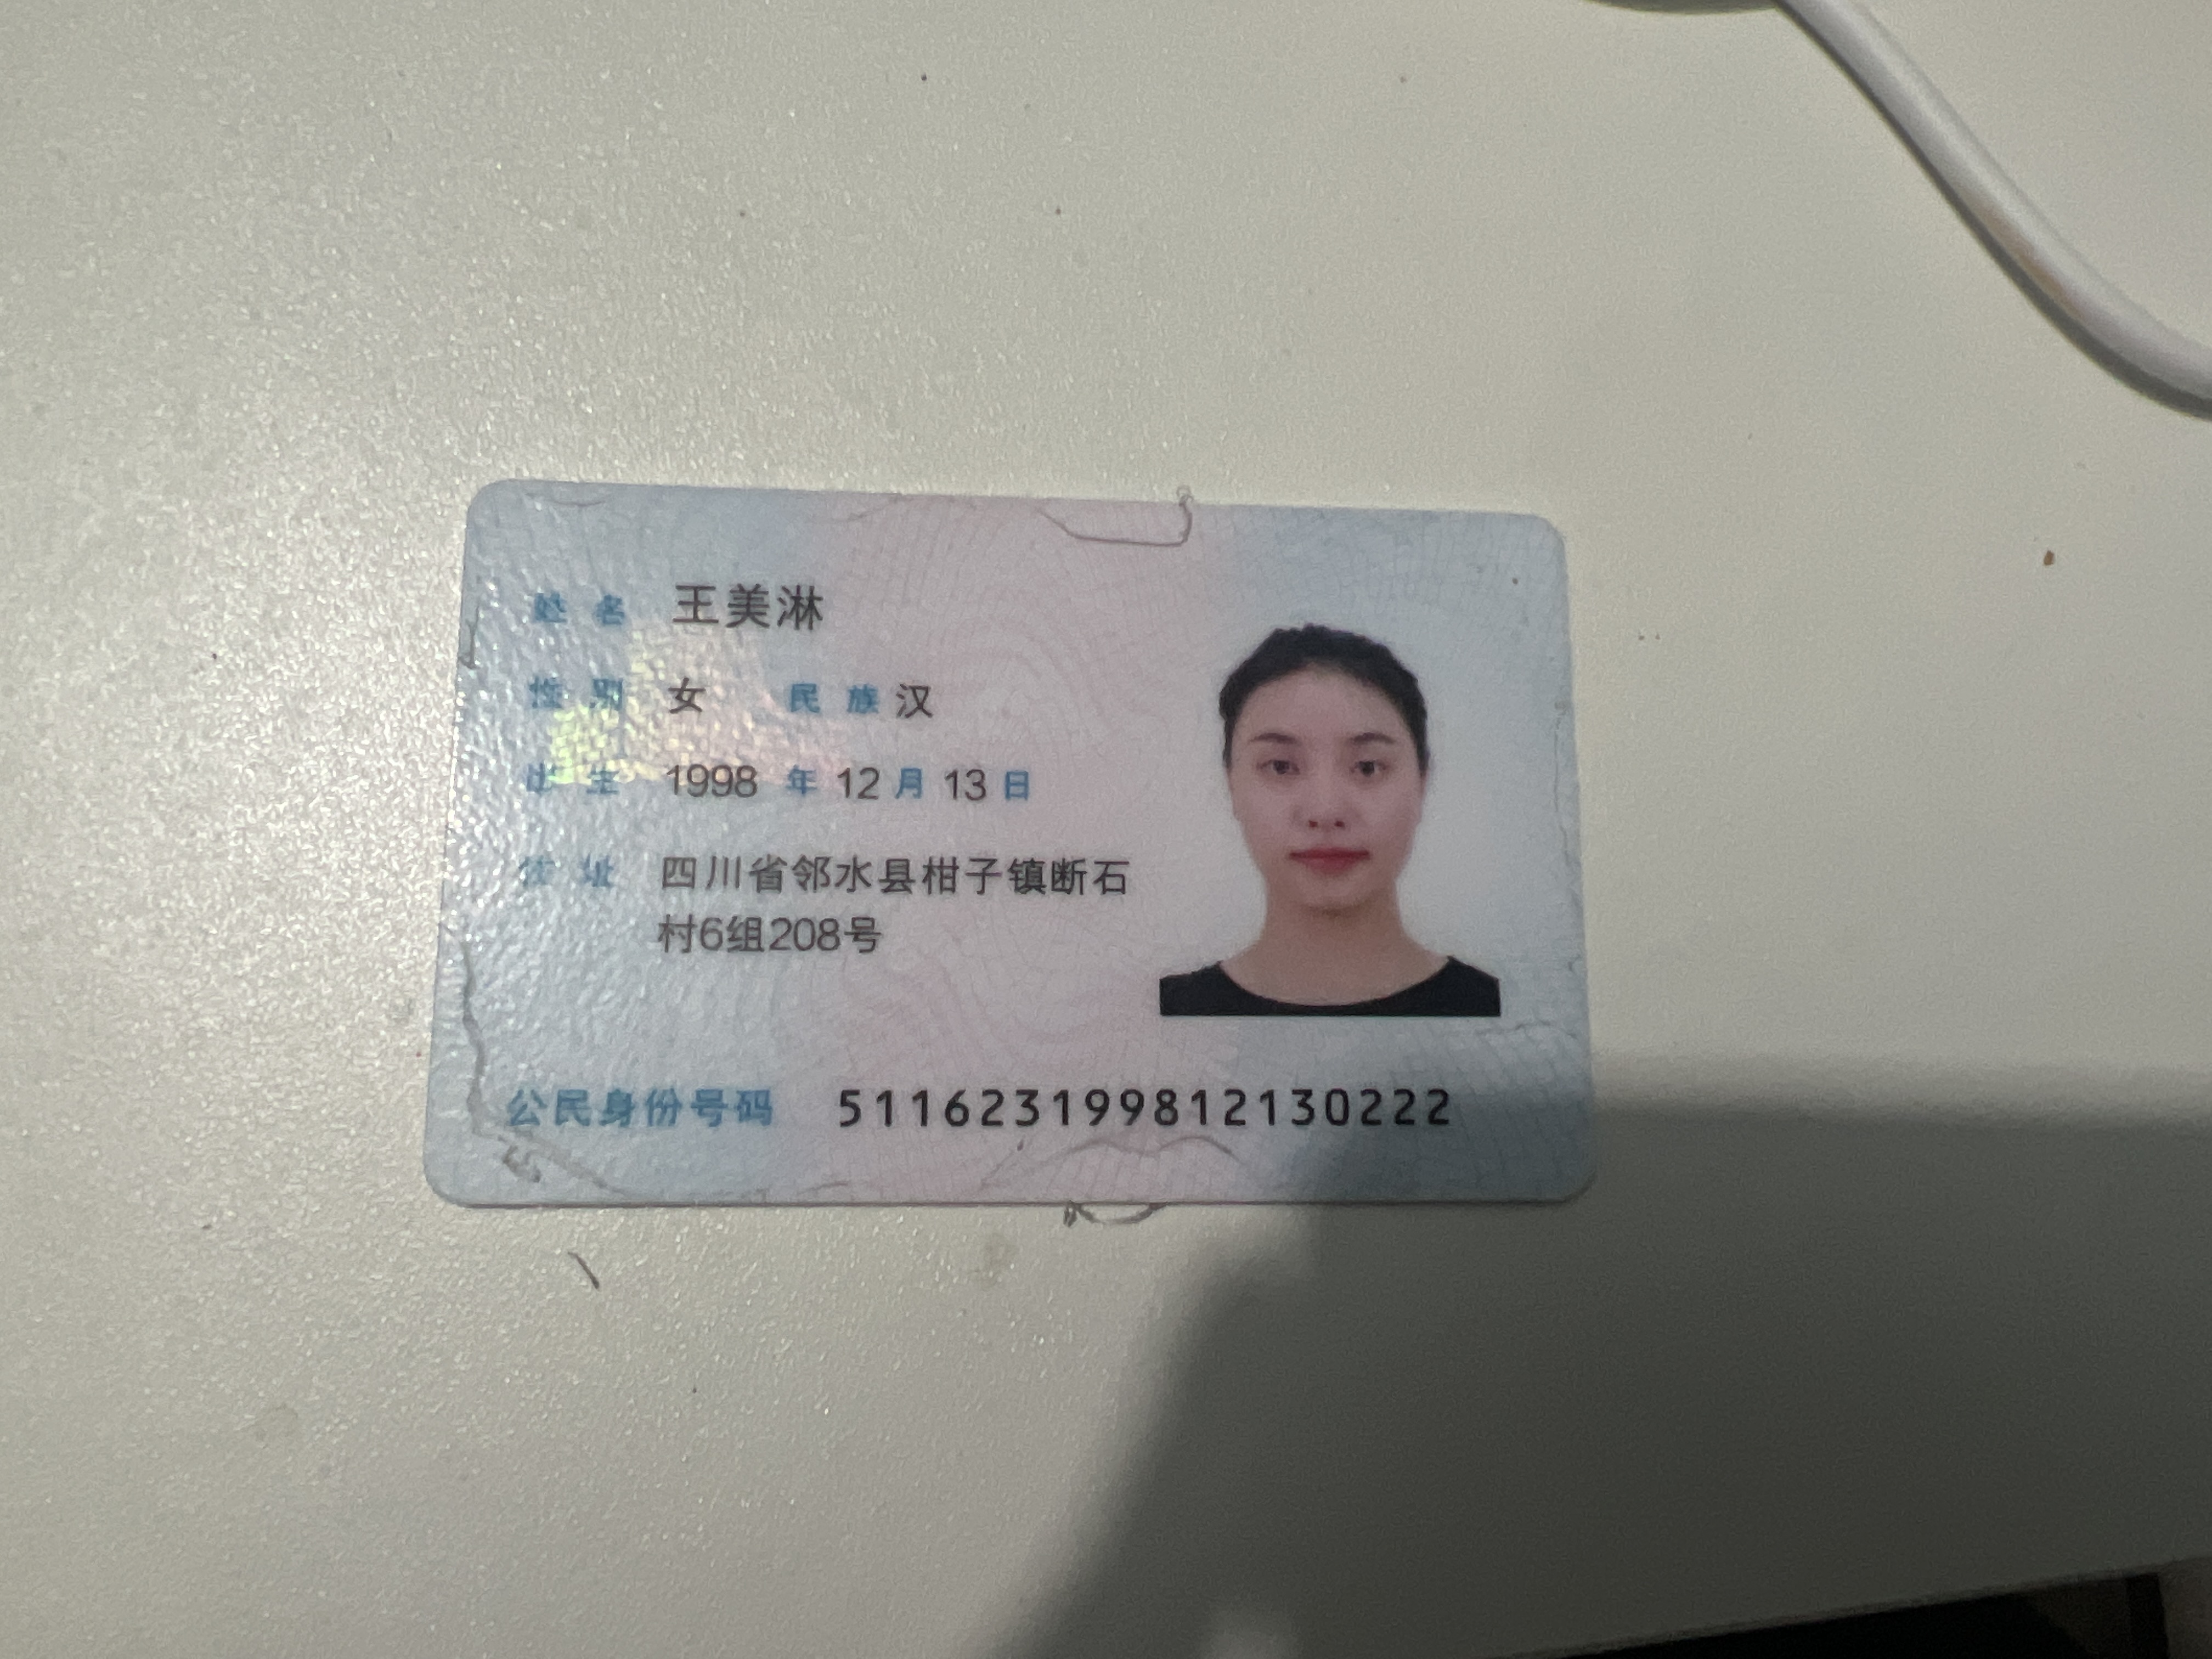 姓名 王美淋
性别 女 民族 汉
出生 1998 年 12 月 13 日
住址 四川省邻水县柑子镇断石
村6组208号
公民身份号码 511623199812130222